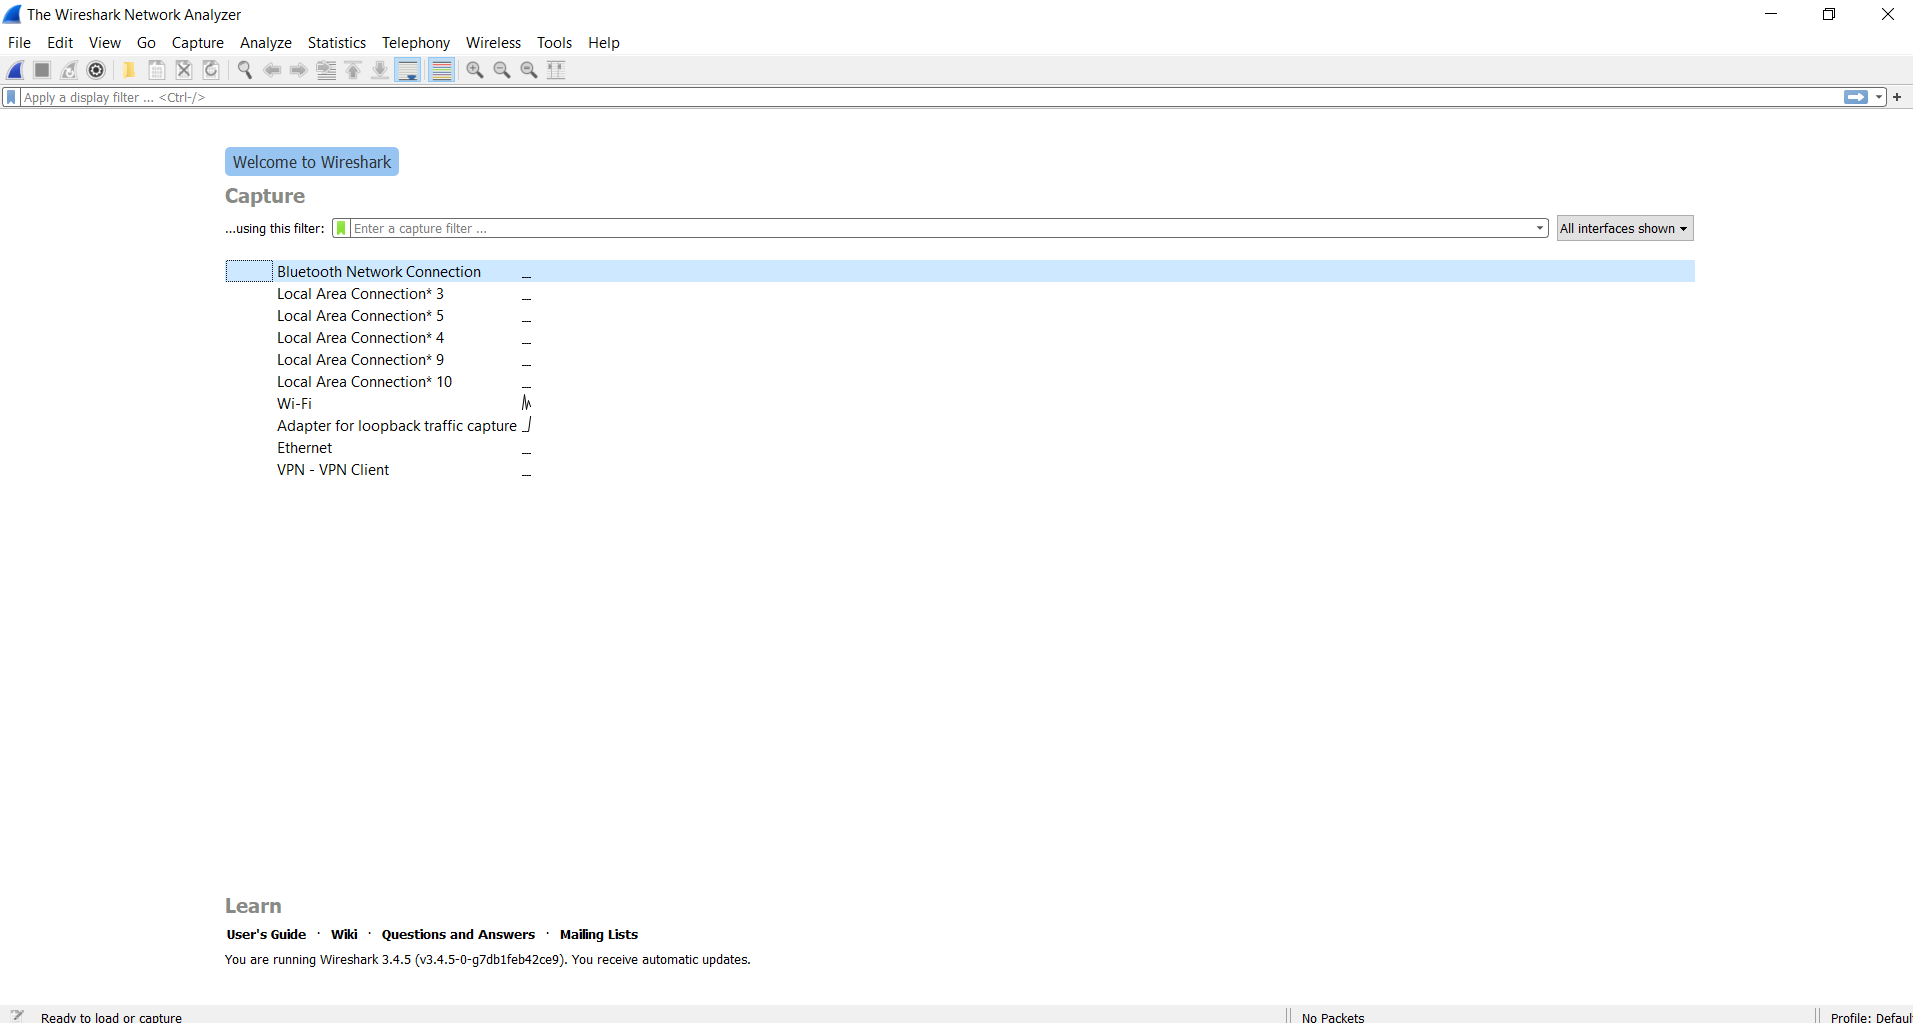 The Wireshark Network Analyzer
File Edit View Go Capture Analyze Statistics Telephony Wireless Tools Help
Apply a display filter ... <Ctrl-/>
Welcome to Wireshark
Capture
...using this filter: Enter a capture filter ... All interfaces shown
Bluetooth Network Connection
Local Area Connection* 3
Local Area Connection* 5
Local Area Connection* 4
Local Area Connection* 9
Local Area Connection* 10
Wi-Fi
Adapter for loopback traffic capture
Ethernet
VPN - VPN Client
Learn
User's Guide · Wiki · Questions and Answers · Mailing Lists
You are running Wireshark 3.4.5 (v3.4.5-0-g7db1feb42ce9). You receive automatic updates.
Ready to load or capture No Packets Profile: Defaul